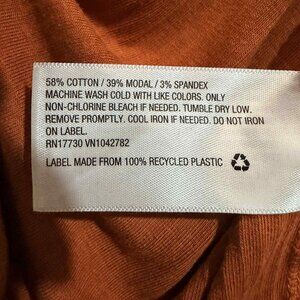 58% COTTON / 39% MODAL / 3% SPANDEX
MACHINE WASH COLD WITH LIKE COLORS. ONLY
NON-CHLORINE BLEACH IF NEEDED. TUMBLE DRY LOW.
REMOVE PROMPTLY. COOL IRON IF NEEDED. DO NOT IRON
ON LABEL.
RN17730 VN1042782
LABEL MADE FROM 100% RECYCLED PLASTIC